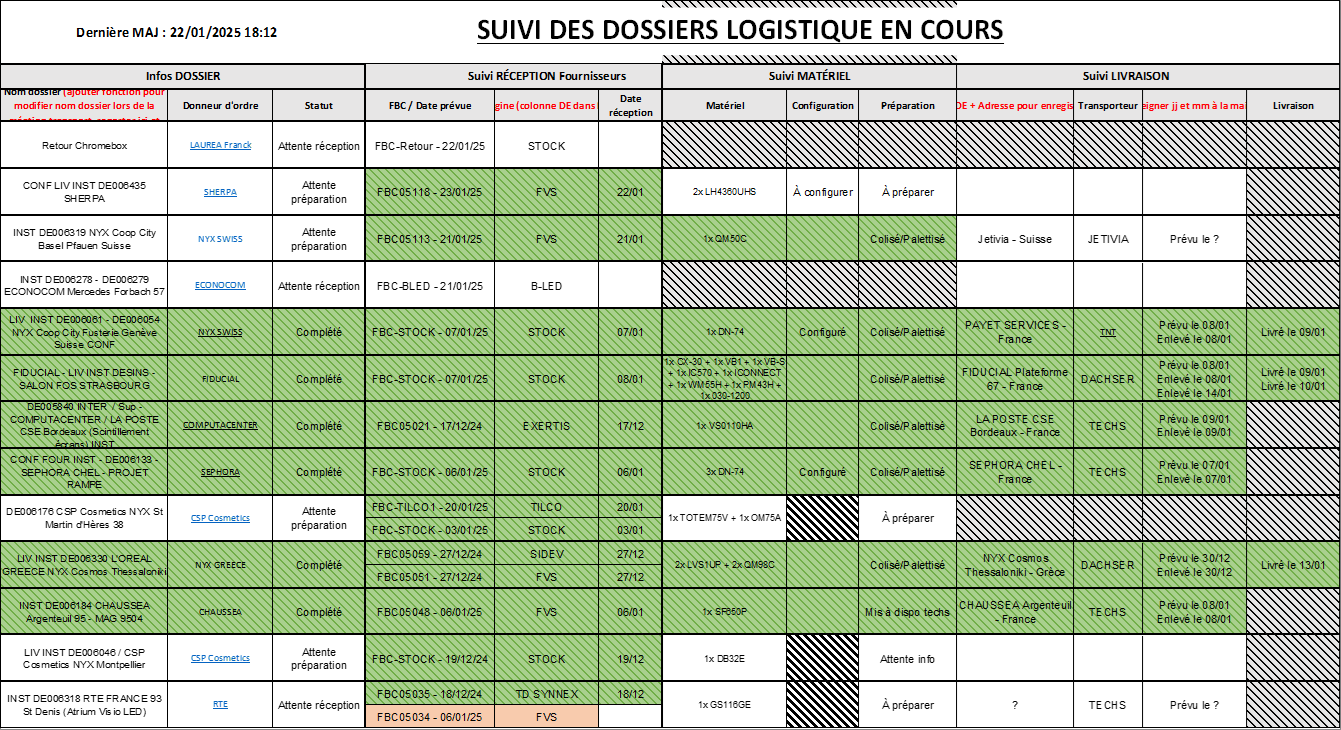 Dernière MAJ : 22/01/2025 18:12
SUIVI DES DOSSIERS LOGISTIQUE EN COURS
Infos DOSSIER
Suivi RÉCEPTION Fournisseurs
Suivi MATÉRIEL
Suivi LIVRAISON
Nom dossier (ajouter fonction pour
modifier nom dossier lors de la
Donneur d'ordre
Statut
FBC / Date prévue
gine (colonne DE dans
Date
réception
Matériel
Configuration
Préparation
DE + Adresse pour enregis
Transporteur
eigner jj et mm à la ma
Livraison
Retour Chromebox
LAUREA Franck
Attente réception
FBC-Retour - 22/01/25
STOCK
CONF LIV INST DE006435
SHERPA
SHERPA
Attente
préparation
FBC05118 - 23/01/25
FVS
22/01
2x LH4360UHS
À configurer
À préparer
INST DE006319 NYX Coop City
Basel Pfauen Suisse
NYX SWISS
Attente
préparation
FBC05113 - 21/01/25
FVS
21/01
1x QM50C
Colisé/Palettisé
Jetivia - Suisse
JETIVIA
Prévu le ?
INST DE006278 - DE006279
ECONOCOM Mercedes Forbach 57
ECONOCOM
Attente réception
FBC-BLED - 21/01/25
B-LED
LIV INST DE006061 - DE006054
NYX Coop City Fusterie Genève
Suisse CONF
NYX SWISS
Complété
FBC-STOCK - 07/01/25
STOCK
07/01
1x DN-74
Configuré
Colisé/Palettisé
PAYET SERVICES -
France
TNT
Prévu le 08/01
Enlevé le 08/01
Livré le 09/01
FIDUCIAL - LIV INST DESINS -
SALON FOS STRASBOURG
FIDUCIAL
Complété
FBC-STOCK - 07/01/25
STOCK
08/01
1x CX-30 + 1x VB1 + 1x VB-S
+ 1x IC570 + 1x ICONNECT
+ 1x WM55H + 1x PM43H +
1x 030-1200
Colisé/Palettisé
FIDUCIAL Plateforme
67 - France
DACHSER
Prévu le 08/01
Enlevé le 08/01
Enlevé le 14/01
Livré le 09/01
Livré le 10/01
DE005840 INTER / Sup -
COMPUTACENTER / LA POSTE
CSE Bordeaux (Scintillement
écrans) INST
COMPUTACENTER
Complété
FBC05021 - 17/12/24
EXERTIS
17/12
1x VS0110HA
Colisé/Palettisé
LA POSTE CSE
Bordeaux - France
TECHS
Prévu le 09/01
Enlevé le 09/01
CONF FOUR INST - DE006133 -
SEPHORA CHEL - PROJET
RAMPE
SEPHORA
Complété
FBC-STOCK - 06/01/25
STOCK
06/01
3x DN-74
Configuré
Colisé/Palettisé
SEPHORA CHEL -
France
TECHS
Prévu le 07/01
Enlevé le 07/01
DE006176 CSP Cosmetics NYX St
Martin d'Hères 38
CSP Cosmetics
Attente
préparation
FBC-TILCO1 - 20/01/25
TILCO
20/01
FBC-STOCK - 03/01/25
STOCK
03/01
1x TOTEM75V + 1x OM75A
À préparer
LIV INST DE006330 L'OREAL
GREECE NYX Cosmos Thessaloniki
NYX GREECE
Complété
FBC05059 - 27/12/24
SIDEV
27/12
FBC05051 - 27/12/24
FVS
27/12
2x LVS1UP + 2x QM98C
Colisé/Palettisé
NYX Cosmos
Thessaloniki - Grèce
DACHSER
Prévu le 30/12
Enlevé le 30/12
Livré le 13/01
INST DE006184 CHAUSSEA
Argenteuil 95 - MAG 9504
CHAUSSEA
Complété
FBC05048 - 06/01/25
FVS
06/01
1x SP650P
Mis à dispo techs
CHAUSSEA Argenteuil
- France
TECHS
Prévu le 08/01
Enlevé le 08/01
LIV INST DE006046 / CSP
Cosmetics NYX Montpellier
CSP Cosmetics
Attente
préparation
FBC-STOCK - 19/12/24
STOCK
19/12
1x DB32E
Attente info
INST DE006318 RTE FRANCE 93
St Denis (Atrium Visio LED)
RTE
Attente réception
FBC05035 - 18/12/24
TD SYNNEX
18/12
FBC05034 - 06/01/25
FVS
1x GS116GE
À préparer
?
TECHS
Prévu le ?